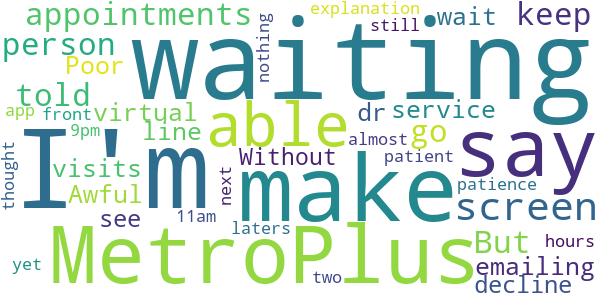 appointments
explanation
still
wait
keep
person
Poor
nothing
waiting
told
app
front
9pm
virtual
line
able
dr
service
go
almost
say
thought
I'm
visits
Awful
next
Without
make
patient
patience
screen
see
11am
laters
MetroPlus
But
hours
emailing
yet
two
decline